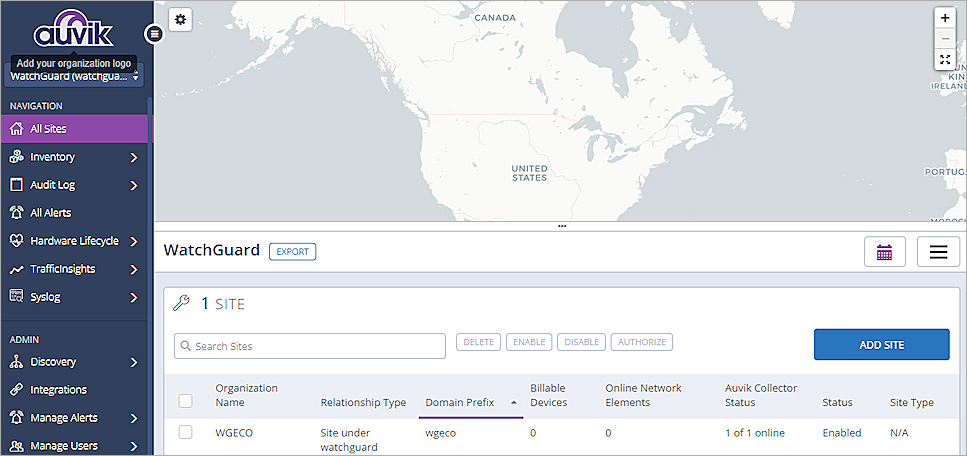 auvik
Add your organization logo
WatchGuard (watchgua...
NAVIGATION
All Sites
Inventory
Audit Log
All Alerts
Hardware Lifecycle
TrafficInsights
Syslog
ADMIN
Discovery
Integrations
Manage Alerts
Manage Users
CANADA
UNITED
STATES
UN
KIN
IRELAND
PORTUG
MOROCC
+
−
WatchGuard EXPORT
1 SITE
Search Sites DELETE ENABLE DISABLE AUTHORIZE ADD SITE
Organization Name Relationship Type Domain Prefix Billable Devices Online Network Elements Auvik Collector Status Status Site Type
WGECO Site under watchguard wgeco 0 0 1 of 1 online Enabled N/A